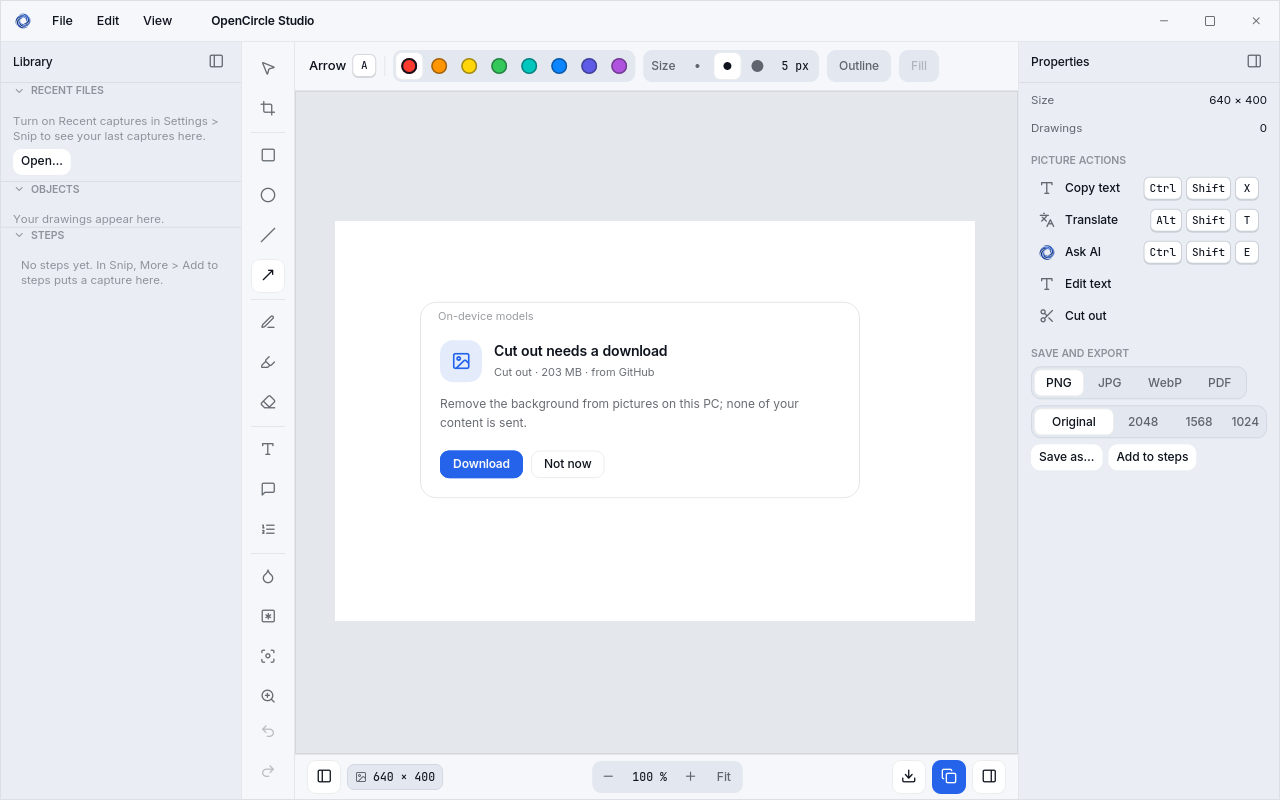 File Edit View OpenCircle Studio
Library
RECENT FILES
Turn on Recent captures in Settings >
Snip to see your last captures here.
Open...
OBJECTS
Your drawings appear here.
STEPS
No steps yet. In Snip, More > Add to
steps puts a capture here.
Arrow A
Size 5 px Outline Fill
On-device models
Cut out needs a download
Cut out · 203 MB · from GitHub
Remove the background from pictures on this PC; none of your
content is sent.
Download Not now
640 × 400
100 % Fit
Properties
Size 640 × 400
Drawings 0
PICTURE ACTIONS
Copy text Ctrl Shift X
Translate Alt Shift T
Ask AI Ctrl Shift E
Edit text
Cut out
SAVE AND EXPORT
PNG JPG WebP PDF
Original 2048 1568 1024
Save as... Add to steps